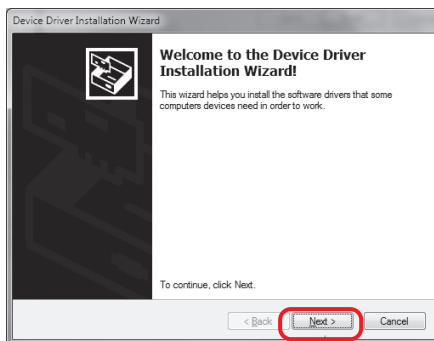 Device Driver Installation Wizard
Welcome to the Device Driver
Installation Wizard!
This wizard helps you install the software drivers that some
computers devices need in order to work.
To continue, click Next.
< Back
Next >
Cancel